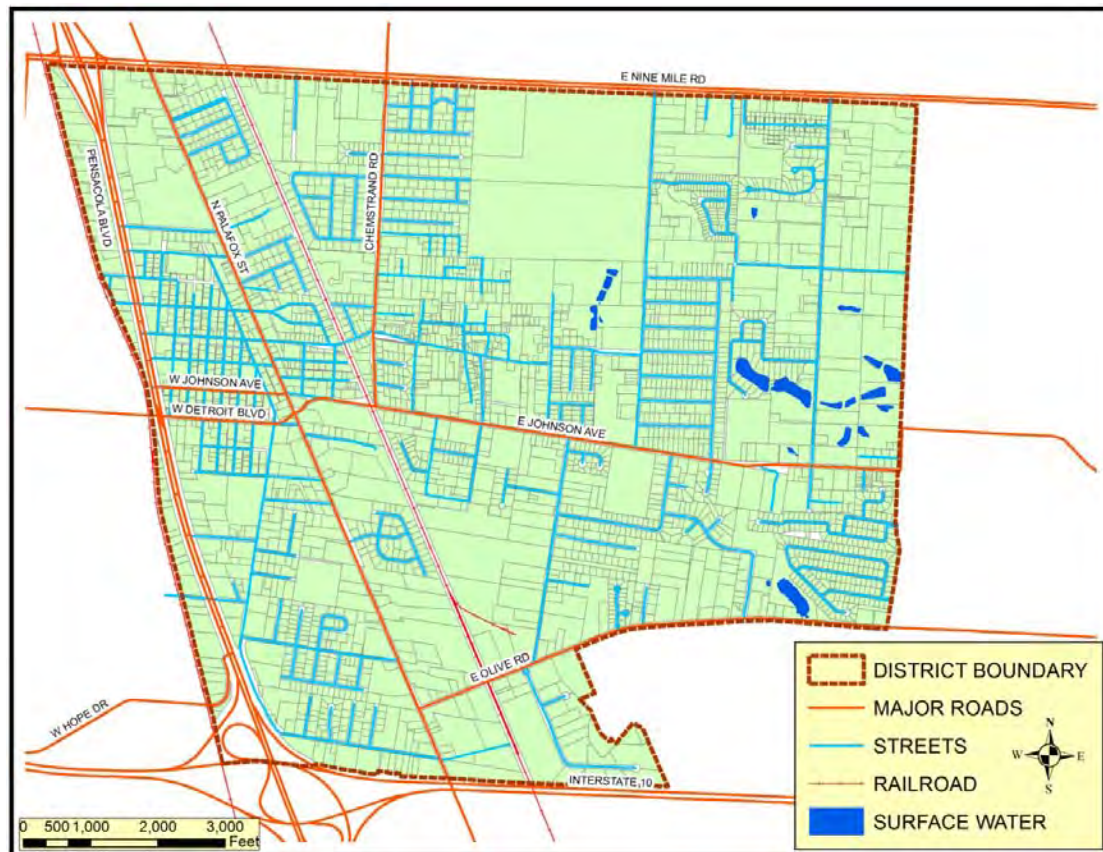 E NINE MILE RD
PENSACOLA BLVD
N PALAFOX ST
CHEMSTRAND RD
W JOHNSON AVE
W DETROIT BLVD
E JOHNSON AVE
E OLIVE RD
W HOPE DR
INTERSTATE 10
DISTRICT BOUNDARY
MAJOR ROADS
STREETS
RAILROAD
SURFACE WATER
N
W E
S
0 500 1,000 2,000 3,000
Feet